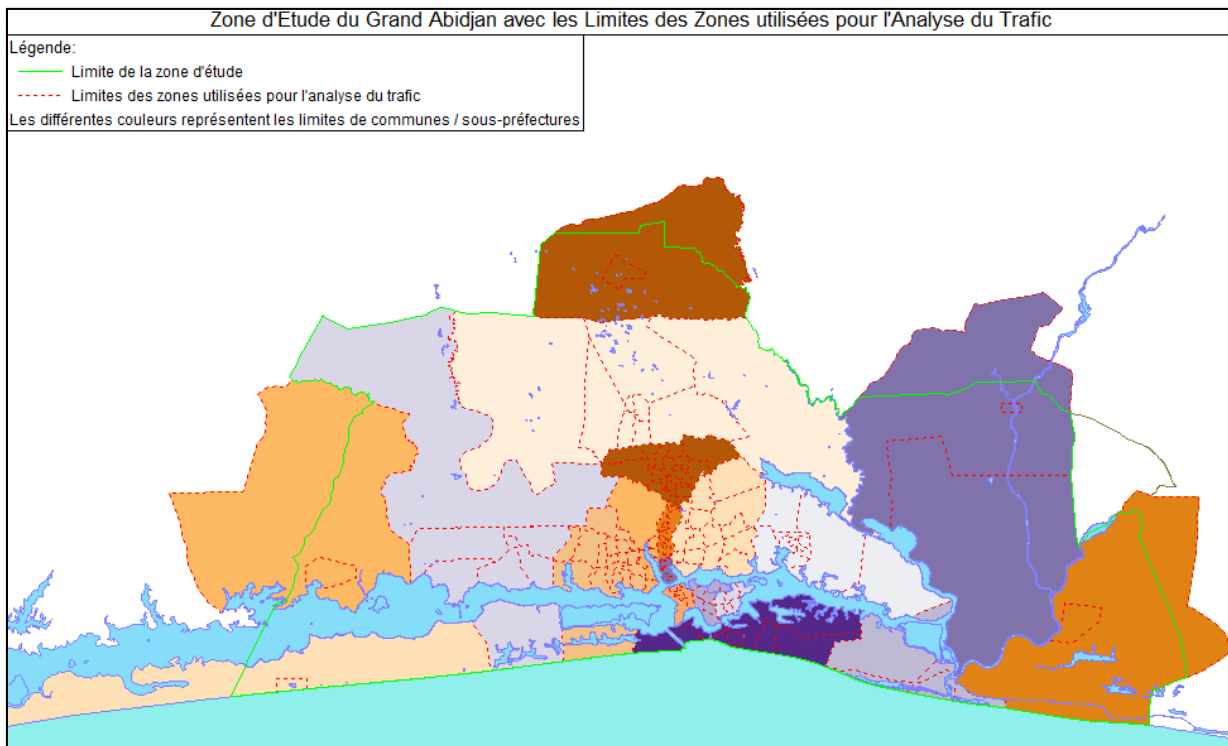 Zone d'Etude du Grand Abidjan avec les Limites des Zones utilisées pour l'Analyse du Trafic
Légende:
Limite de la zone d'étude
Limites des zones utilisées pour l'analyse du trafic
Les différentes couleurs représentent les limites de communes / sous-préfectures